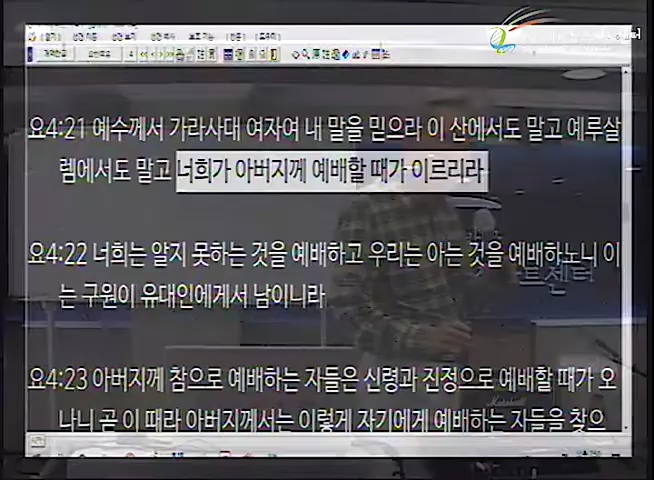 요4:21 예수께서 가라사대 여자여 내 말을 믿으라 이 산에서도 말고 예루살
렘에서도 말고 너희가 아버지께 예배할 때가 이르리라
요4:22 너희는 알지 못하는 것을 예배하고 우리는 아는 것을 예배하노니 이
는 구원이 유대인에게서 남이니라
트센터
요4:23 아버지께 참으로 예배하는 자들은 신령과 진정으로 예배할 때가 오
Marshall
나니 곧 이 때라 아버지께서는 이렇게 자기에게 예배하는 자들을 찾으